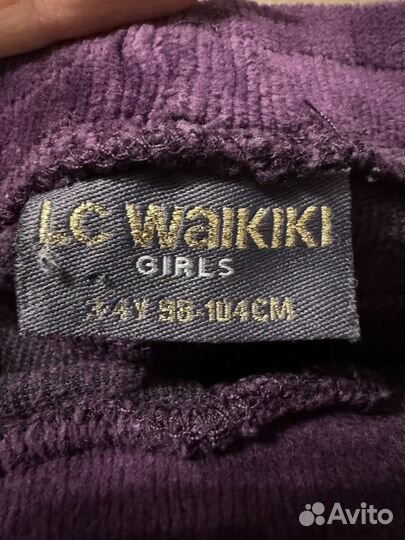 LC WaIKIKI
GIRLS
3-4Y 98-104CM
Avito